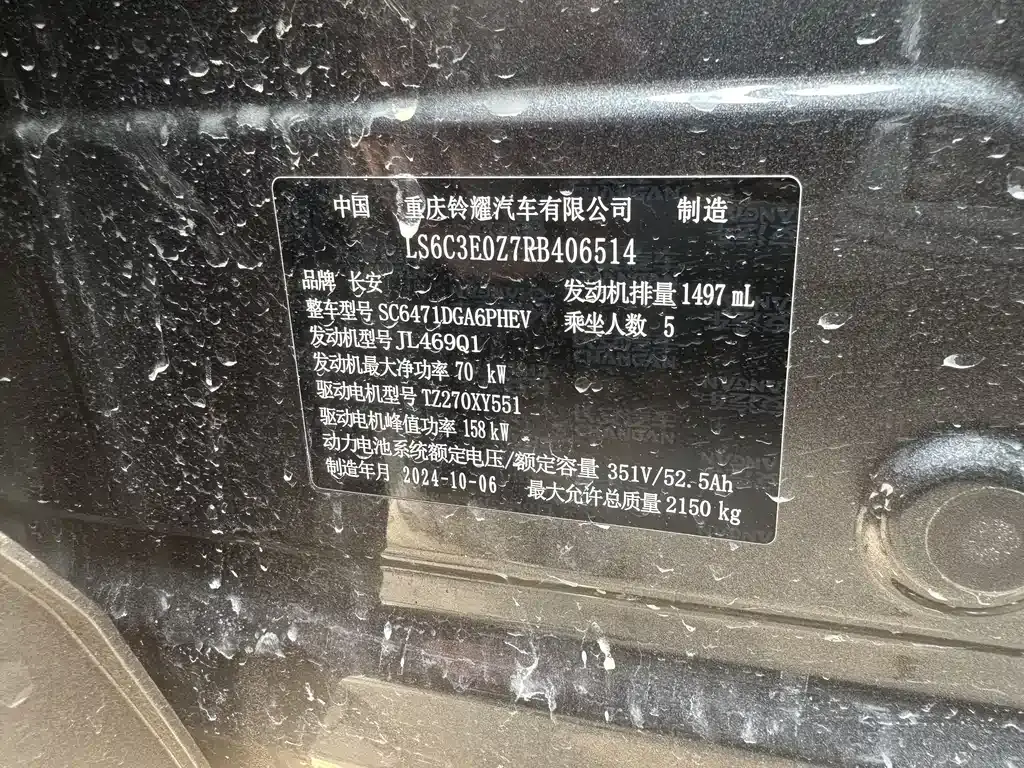 中国 重庆铃耀汽车有限公司 制造
LS6C3E0Z7RB406514
品牌 长安
发动机排量 1497 mL
整车型号 SC6471DGA6PHEV
乘坐人数 5
发动机型号 JL469Q1
发动机最大净功率 70 kW
驱动电机型号 TZ270XY551
驱动电机峰值功率 158 kW
动力电池系统额定电压/额定容量 351V/52.5Ah
制造年月 2024-10-06 最大允许总质量 2150 kg